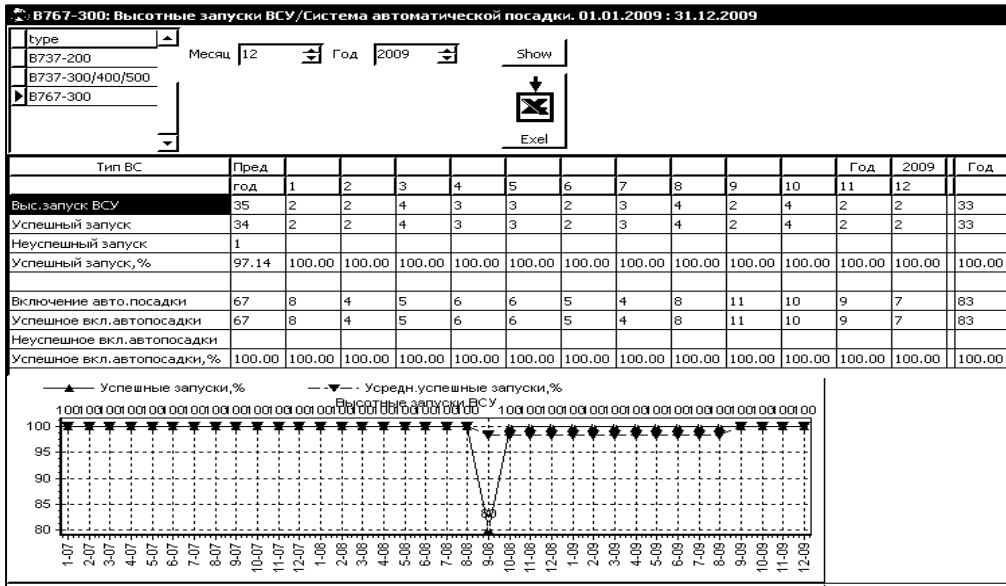 B767-300: Высотные запуски ВСУ/Система автоматической посадки. 01.01.2009 : 31.12.2009
type
B737-200
B737-300/400/500
B767-300
Месяц 12 Год 2009 Show
Exel
Тип ВС Пред Год 2009 Год
год 1 2 3 4 5 6 7 8 9 10 11 12
Выс.запуск ВСУ 35 2 2 4 3 3 2 3 4 2 4 2 2 33
Успешный запуск 34 2 2 4 3 3 2 3 4 2 4 2 2 33
Неуспешный запуск 1
Успешный запуск,% 97.14 100.00 100.00 100.00 100.00 100.00 100.00 100.00 100.00 100.00 100.00 100.00 100.00 100.00
Включение авто.посадки 67 8 4 5 6 6 5 4 8 11 10 9 7 83
Успешное вкл.автопосадки 67 8 4 5 6 6 5 4 8 11 10 9 7 83
Неуспешное вкл.автопосадки
Успешное вкл.автопосадки,% 100.00 100.00 100.00 100.00 100.00 100.00 100.00 100.00 100.00 100.00 100.00 100.00 100.00 100.00
Успешные запуски,% Усредн.успешные запуски,%
Высотные запуски ВСУ
100
95
90
85
80
80
1-07 2-07 3-07 4-07 5-07 6-07 7-07 8-07 9-07 10-07 11-07 12-07 1-08 2-08 3-08 4-08 5-08 6-08 7-08 8-08 9-08 10-08 11-08 12-08 1-09 2-09 3-09 4-09 5-09 6-09 7-09 8-09 9-09 10-09 11-09 12-09